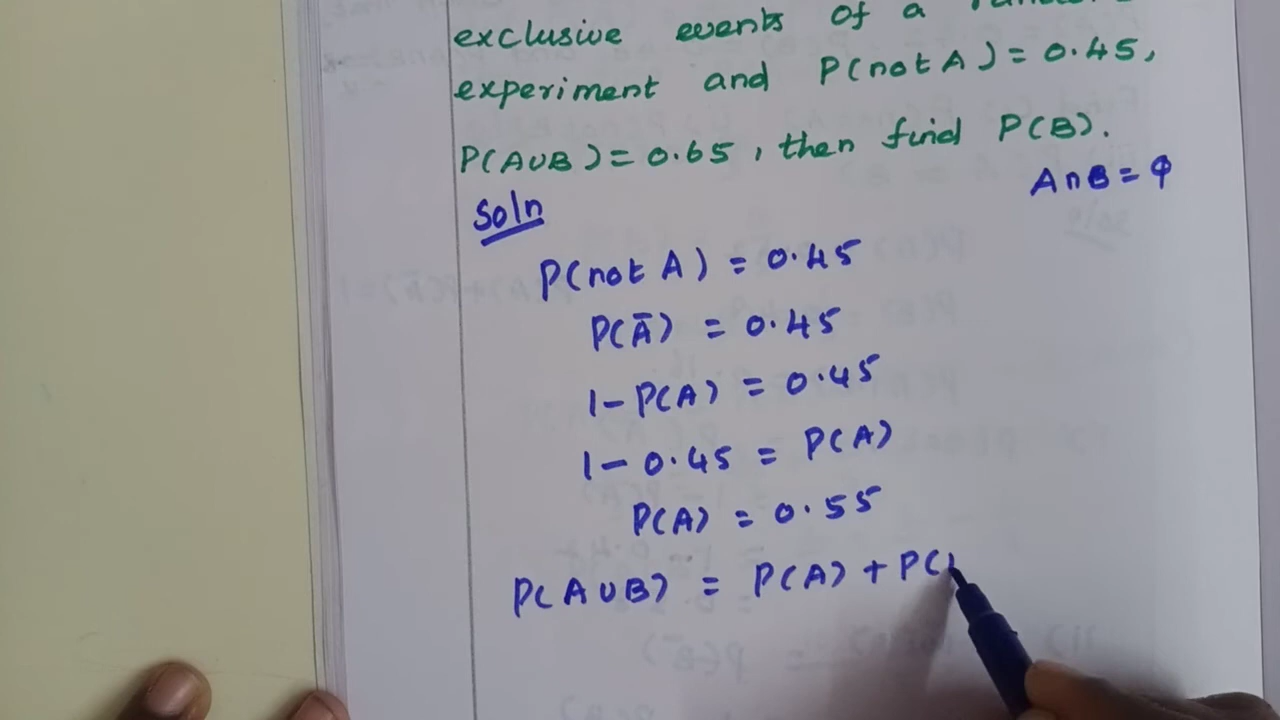 exclusive events of a
experiment and P(not A) = 0.45,
P(A∪B) = 0.65, then find P(B).
A∩B = φ
Soln
P(not A) = 0.45
P(Ā) = 0.45
1 - P(A) = 0.45
1 - 0.45 = P(A)
P(A) = 0.55
P(A∪B) = P(A) + P(